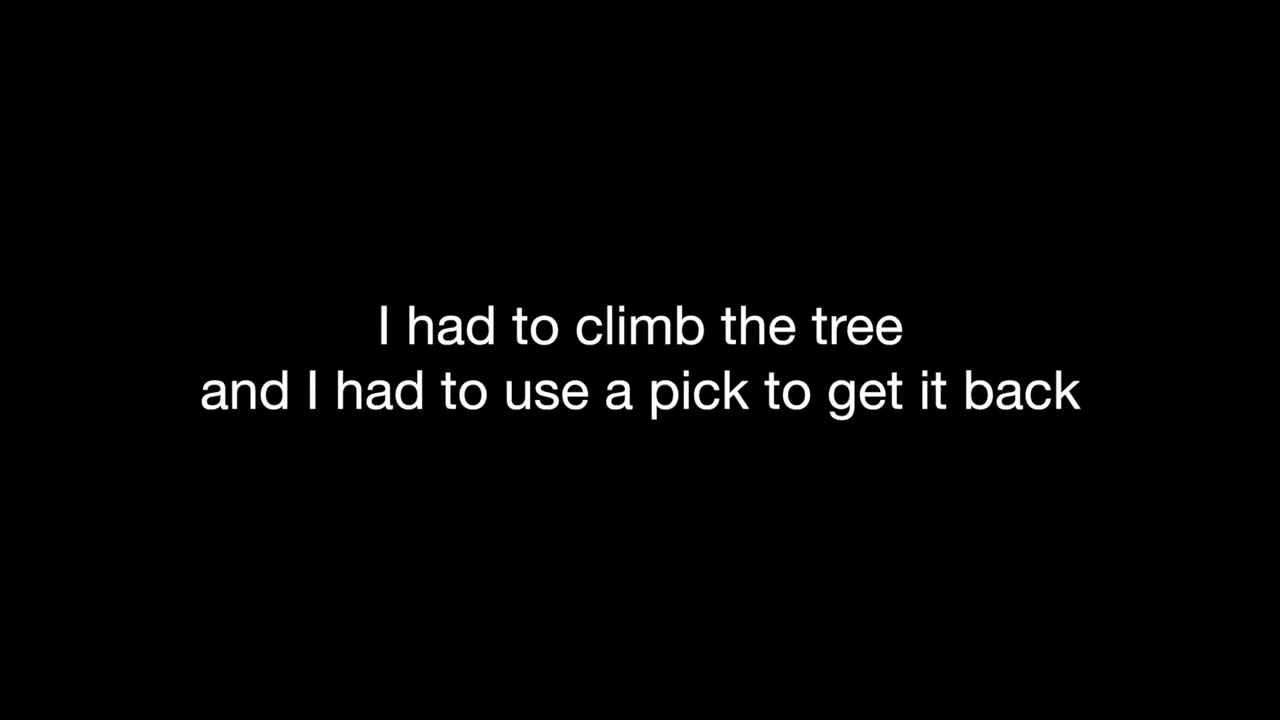 I had to climb the tree
and I had to use a pick to get it back